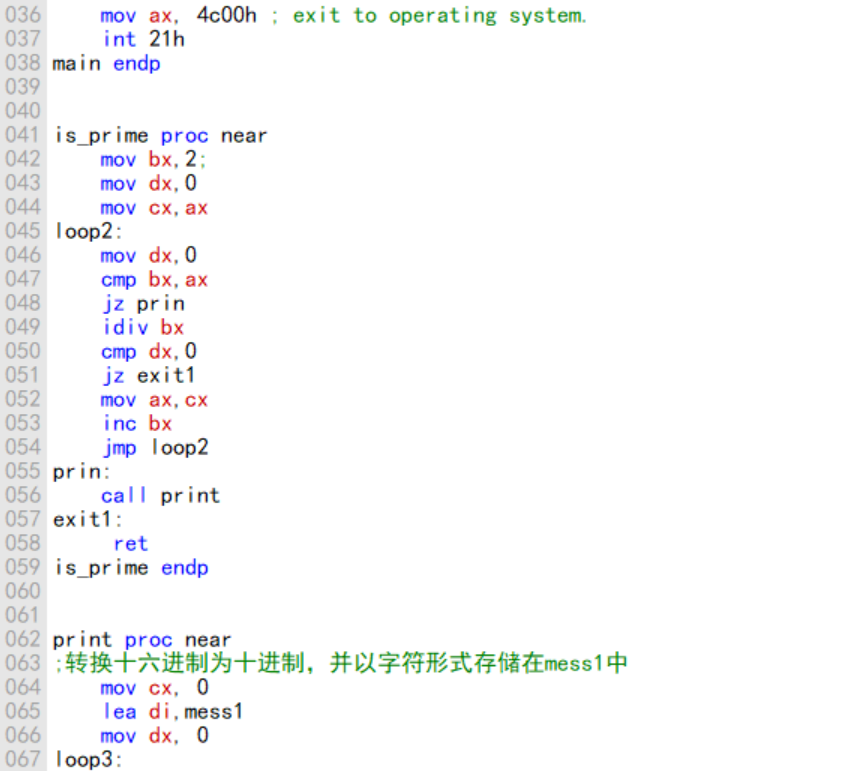 036 mov ax, 4c00h ; exit to operating system.
037 int 21h
038 main endp
039
040
041 is_prime proc near
042 mov bx,2;
043 mov dx,0
044 mov cx,ax
045 loop2:
046 mov dx,0
047 cmp bx,ax
048 jz prin
049 idiv bx
050 cmp dx,0
051 jz exit1
052 mov ax,cx
053 inc bx
054 jmp loop2
055 prin:
056 call print
057 exit1:
058 ret
059 is_prime endp
060
061
062 print proc near
063 ;转换十六进制为十进制，并以字符形式存储在mess1中
064 mov cx, 0
065 lea di,mess1
066 mov dx, 0
067 loop3: